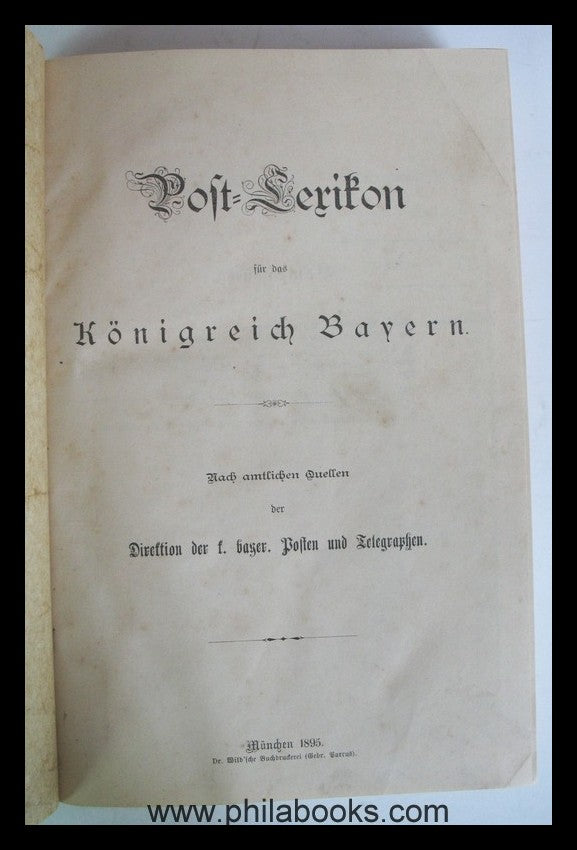 Post-Lexikon
für das
Königreich Bayern.
Nach amtlichen Quellen
der
Direktion der k. bayer. Posten und Telegraphen.
München 1895.
Dr. Wild'sche Buchdruckerei (Gebr. Parcus).
www.philabooks.com